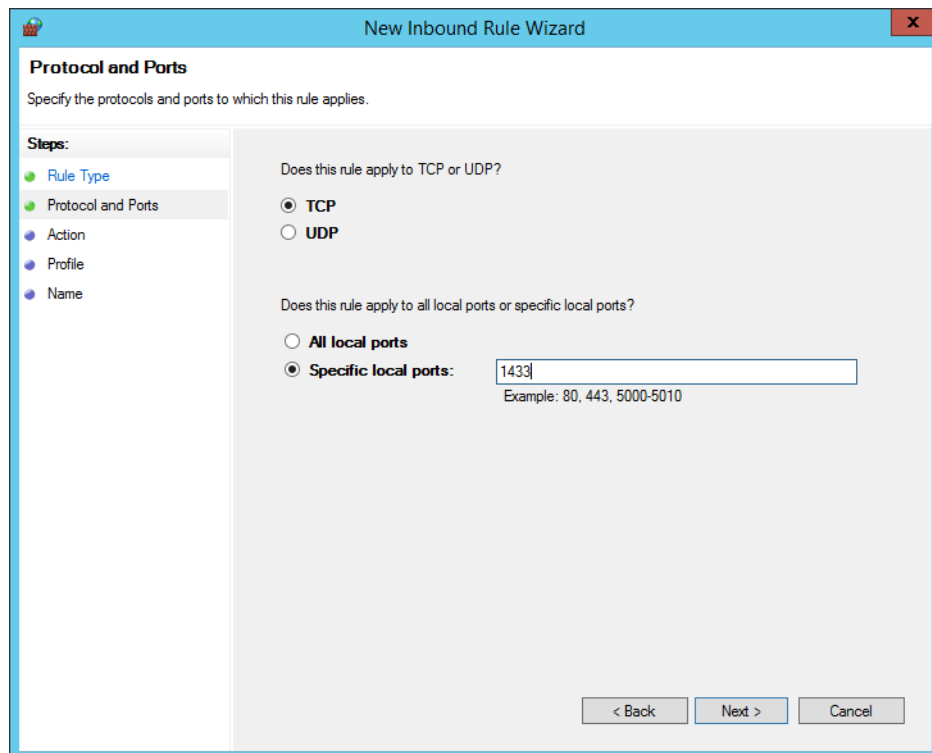 New Inbound Rule Wizard
x
Protocol and Ports
Specify the protocols and ports to which this rule applies.
Steps:
Rule Type
Protocol and Ports
Action
Profile
Name
Does this rule apply to TCP or UDP?
TCP
UDP
Does this rule apply to all local ports or specific local ports?
All local ports
Specific local ports:
1433
Example: 80, 443, 5000-5010
< Back
Next >
Cancel